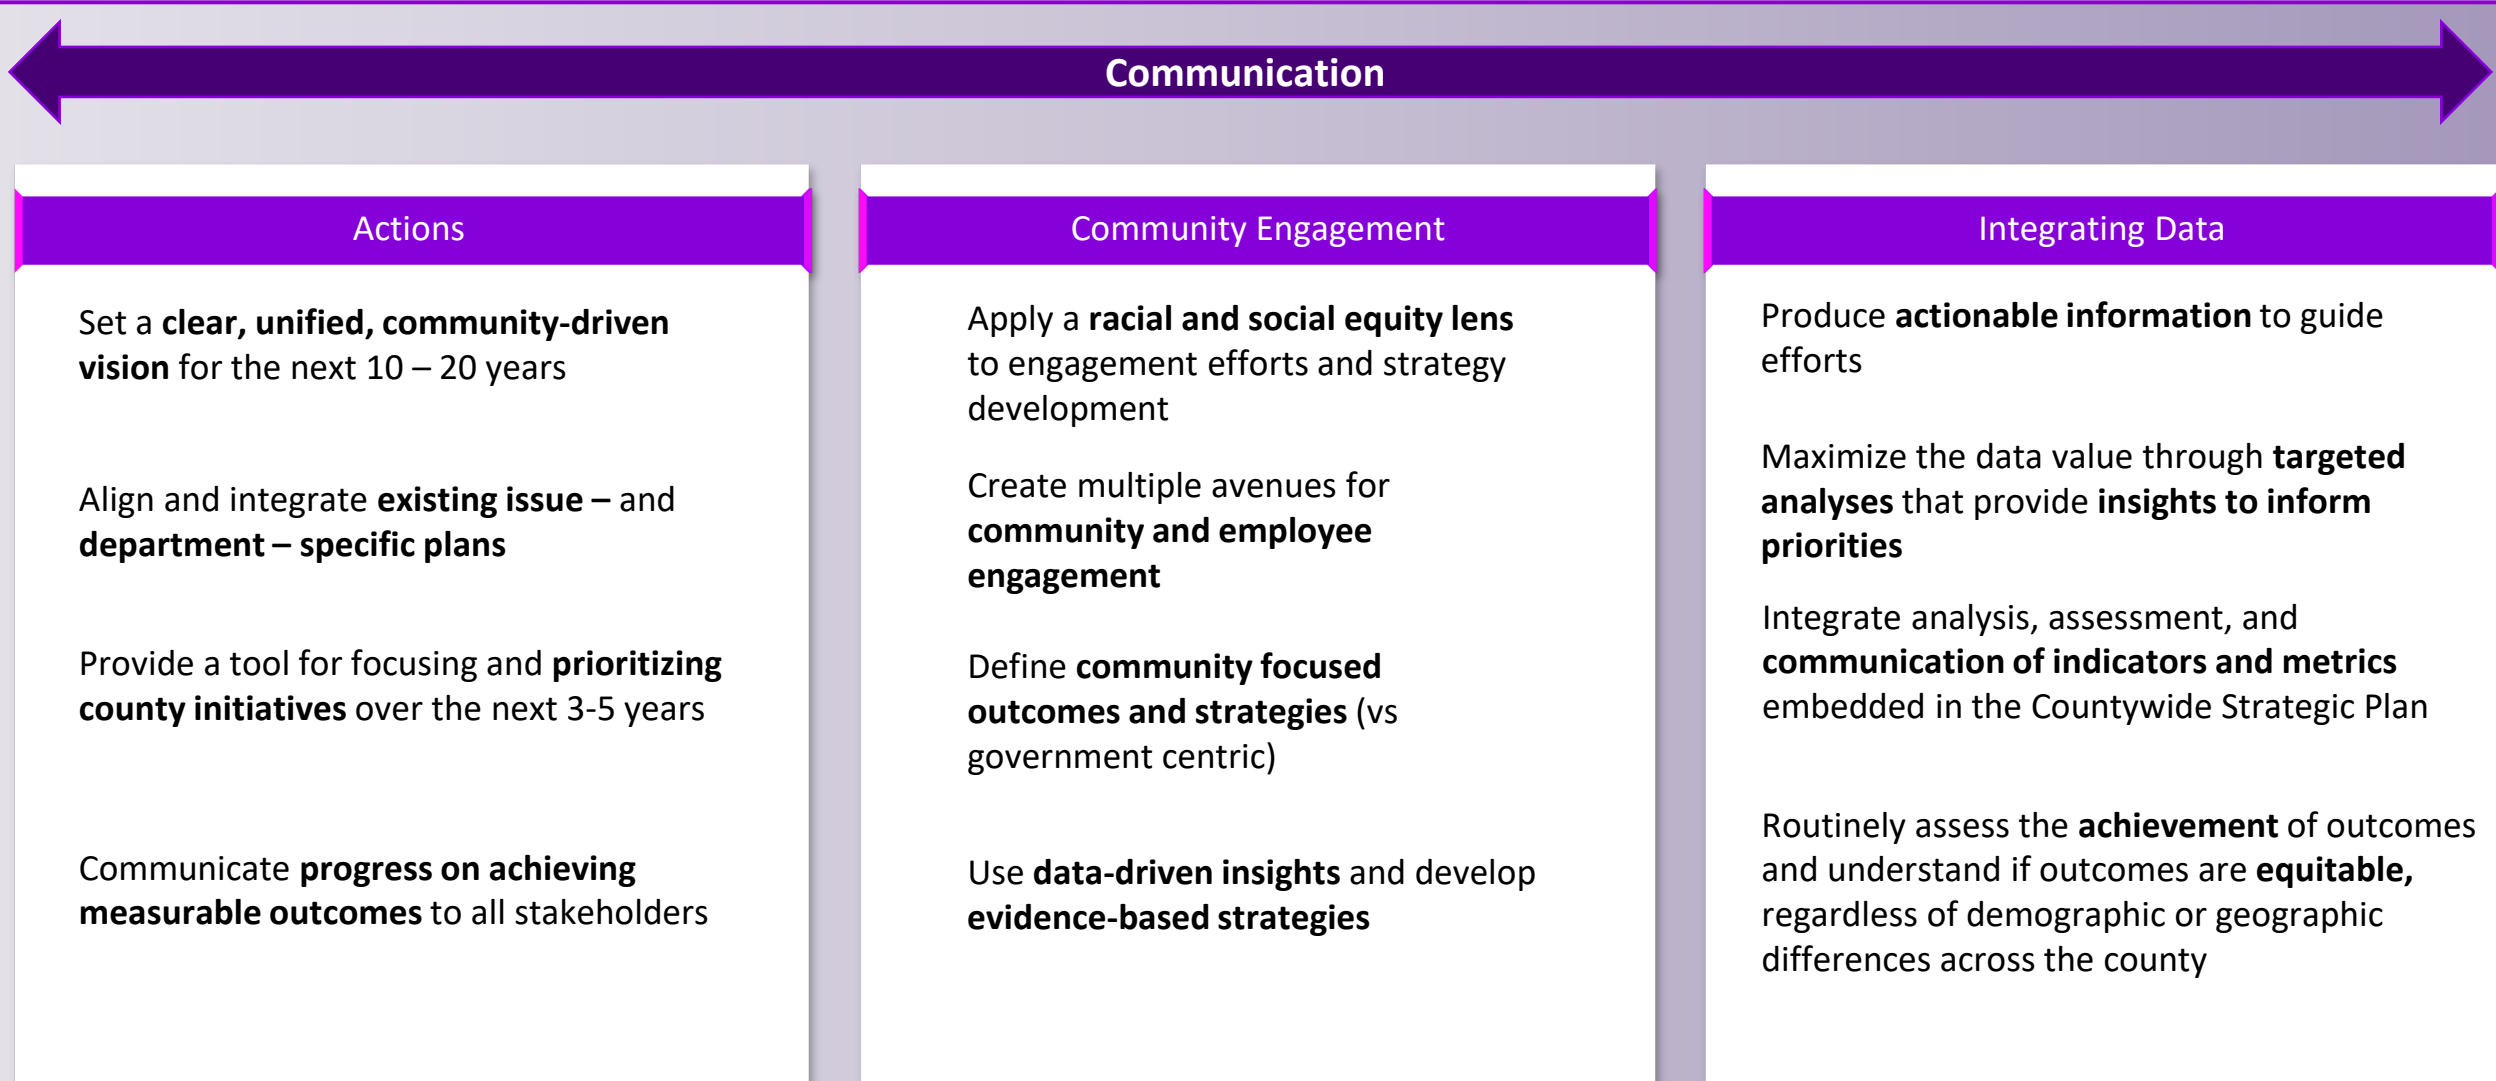 Communication
Actions
Set a clear, unified, community-driven
vision for the next 10 – 20 years
Align and integrate existing issue – and
department – specific plans
Provide a tool for focusing and prioritizing
county initiatives over the next 3-5 years
Communicate progress on achieving
measurable outcomes to all stakeholders
Community Engagement
Apply a racial and social equity lens
to engagement efforts and strategy
development
Create multiple avenues for
community and employee
engagement
Define community focused
outcomes and strategies (vs
government centric)
Use data-driven insights and develop
evidence-based strategies
Integrating Data
Produce actionable information to guide
efforts
Maximize the data value through targeted
analyses that provide insights to inform
priorities
Integrate analysis, assessment, and
communication of indicators and metrics
embedded in the Countywide Strategic Plan
Routinely assess the achievement of outcomes
and understand if outcomes are equitable,
regardless of demographic or geographic
differences across the county